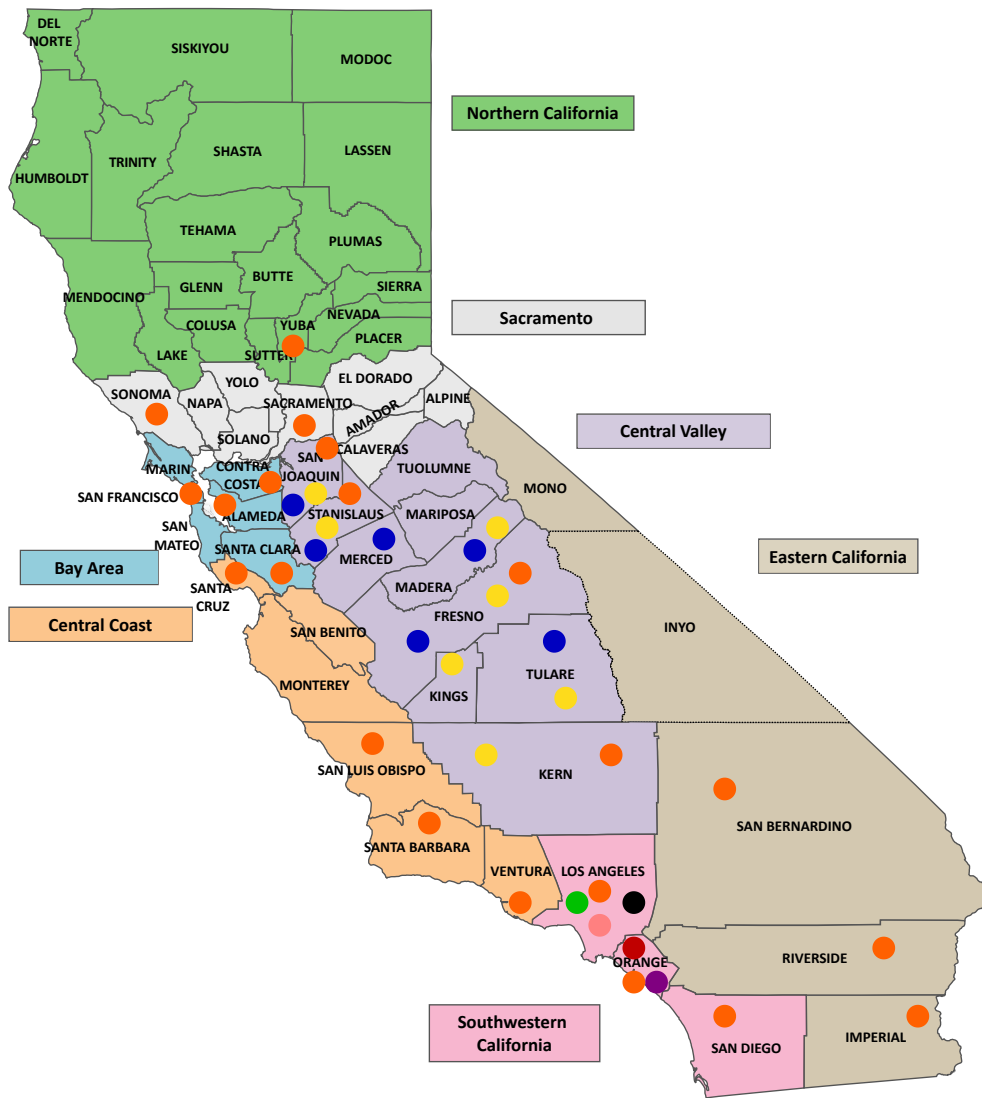 DEL
NORTE
SISKIYOU
MODOC
Northern California
HUMBOLDT
TRINITY
SHASTA
LASSEN
TEHAMA
PLUMAS
BUTTE
GLENN
SIERRA
MENDOCINO
NEVADA
COLUSA
YUBA
PLACER
LAKE
SUTTER
Sacramento
EL DORADO
YOLO
SONOMA
NAPA
SACRAMENTO
AMADOR
ALPINE
SOLANO
CALAVERAS
Central Valley
MARIN
CONTRA
COSTA
SAN
JOAQUIN
TUOLUMNE
MONO
SAN FRANCISCO
ALAMEDA
STANISLAUS
MARIPOSA
SAN
MATEO
SANTA CLARA
MERCED
Eastern California
Bay Area
SANTA
CRUZ
MADERA
FRESNO
Central Coast
SAN BENITO
INYO
MONTEREY
KINGS
TULARE
SAN LUIS OBISPO
KERN
SAN BERNARDINO
SANTA BARBARA
VENTURA
LOS ANGELES
ORANGE
RIVERSIDE
Southwestern
California
SAN DIEGO
IMPERIAL